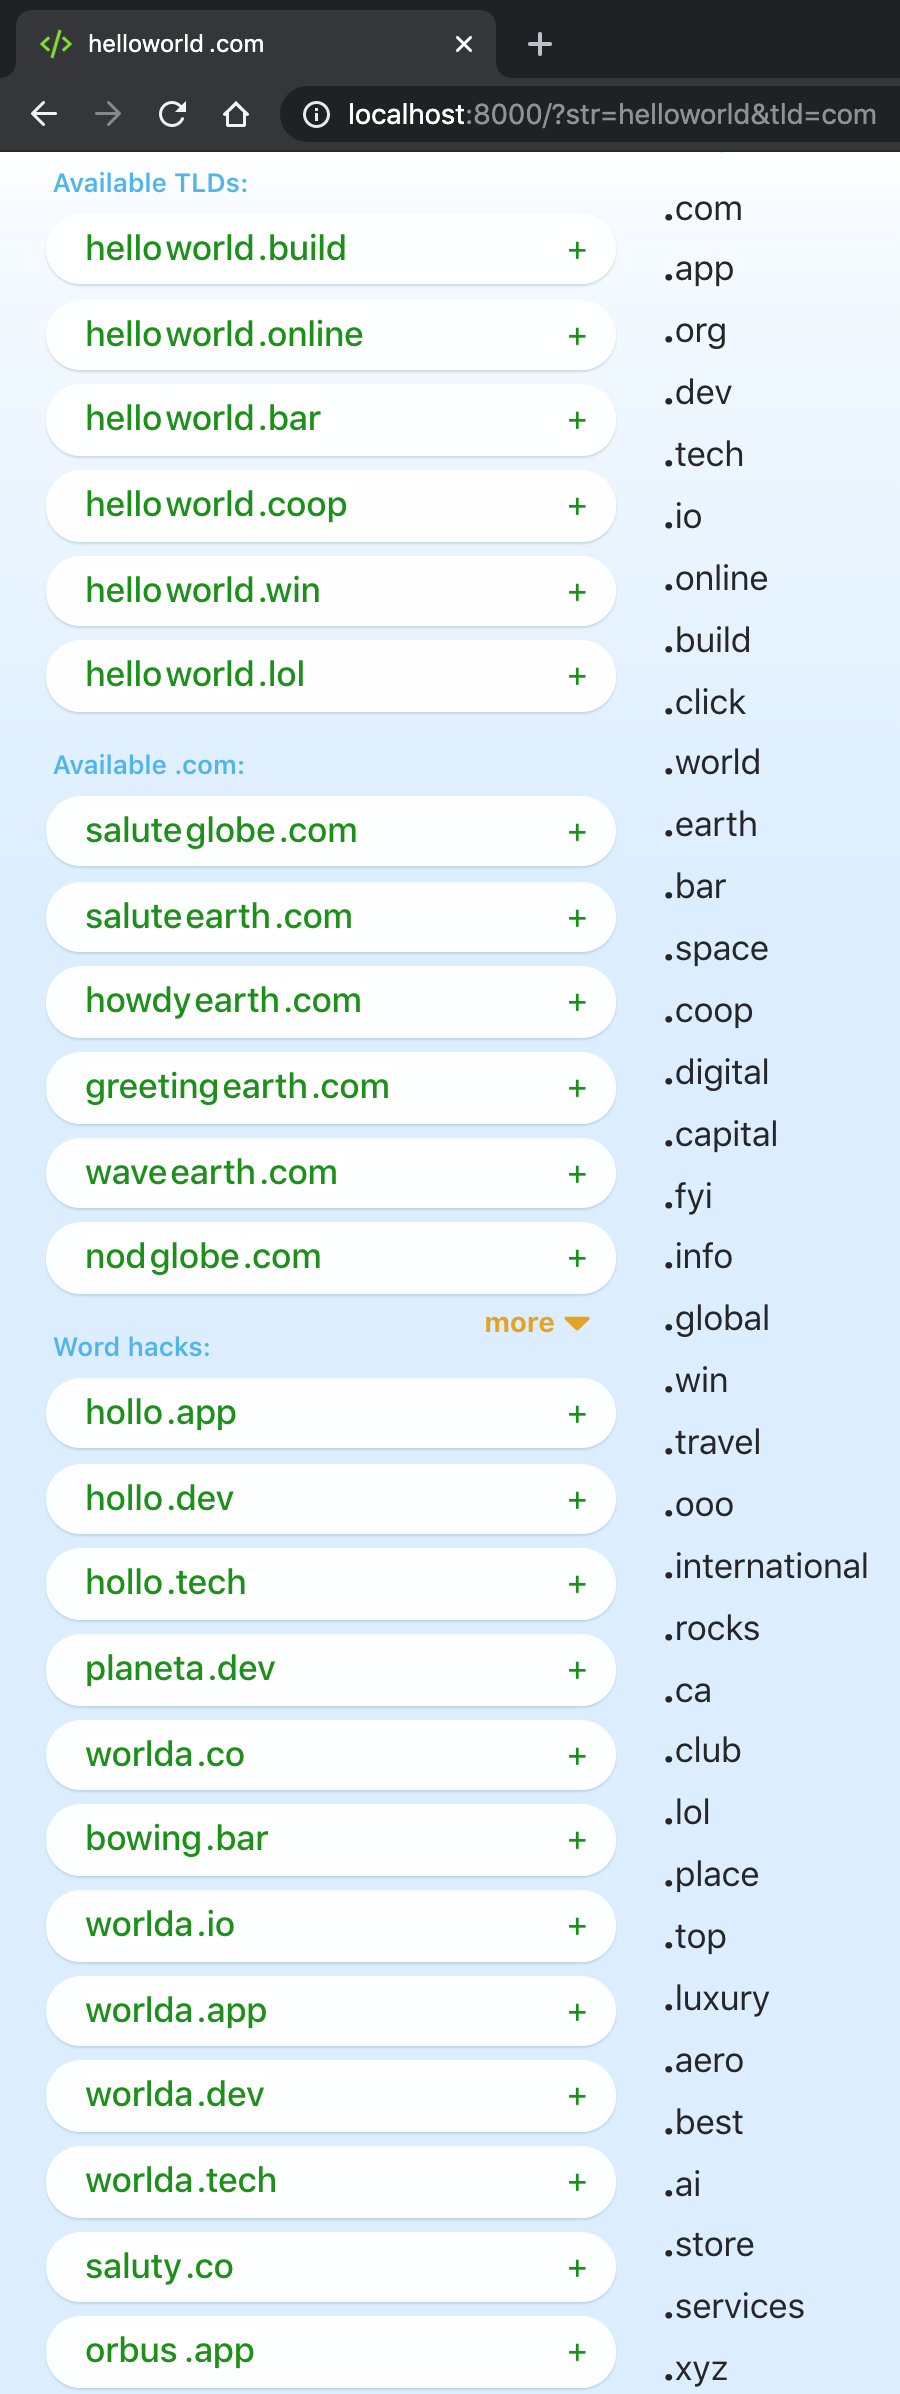 helloworld .com
localhost:8000/?str=helloworld&tld=com
Available TLDs:
helloworld.build +
helloworld.online +
helloworld.bar +
helloworld.coop +
helloworld.win +
helloworld.lol +
Available .com:
saluteglobe.com +
saluteearth.com +
howdyearth.com +
greetingearth.com +
waveearth.com +
nodglobe.com +
more
Word hacks:
hollo.app +
hollo.dev +
hollo.tech +
planeta.dev +
worlda.co +
bowing.bar +
worlda.io +
worlda.app +
worlda.dev +
worlda.tech +
saluty.co +
orbus .app +
.com
.app
.org
.dev
.tech
.io
.online
.build
.click
.world
.earth
.bar
.space
.coop
.digital
.capital
.fyi
.info
.global
.win
.travel
.ooo
.international
.rocks
.ca
.club
.lol
.place
.top
.luxury
.aero
.best
.ai
.store
.services
.xyz